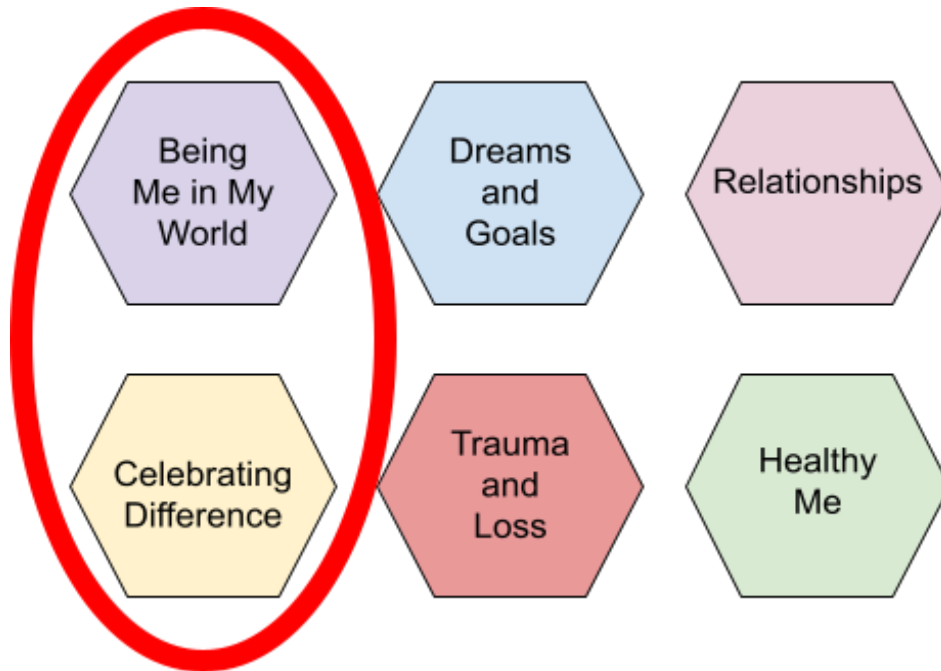 Being
Me in My
World
Dreams
and
Goals
Relationships
Celebrating
Difference
Trauma
and
Loss
Healthy
Me